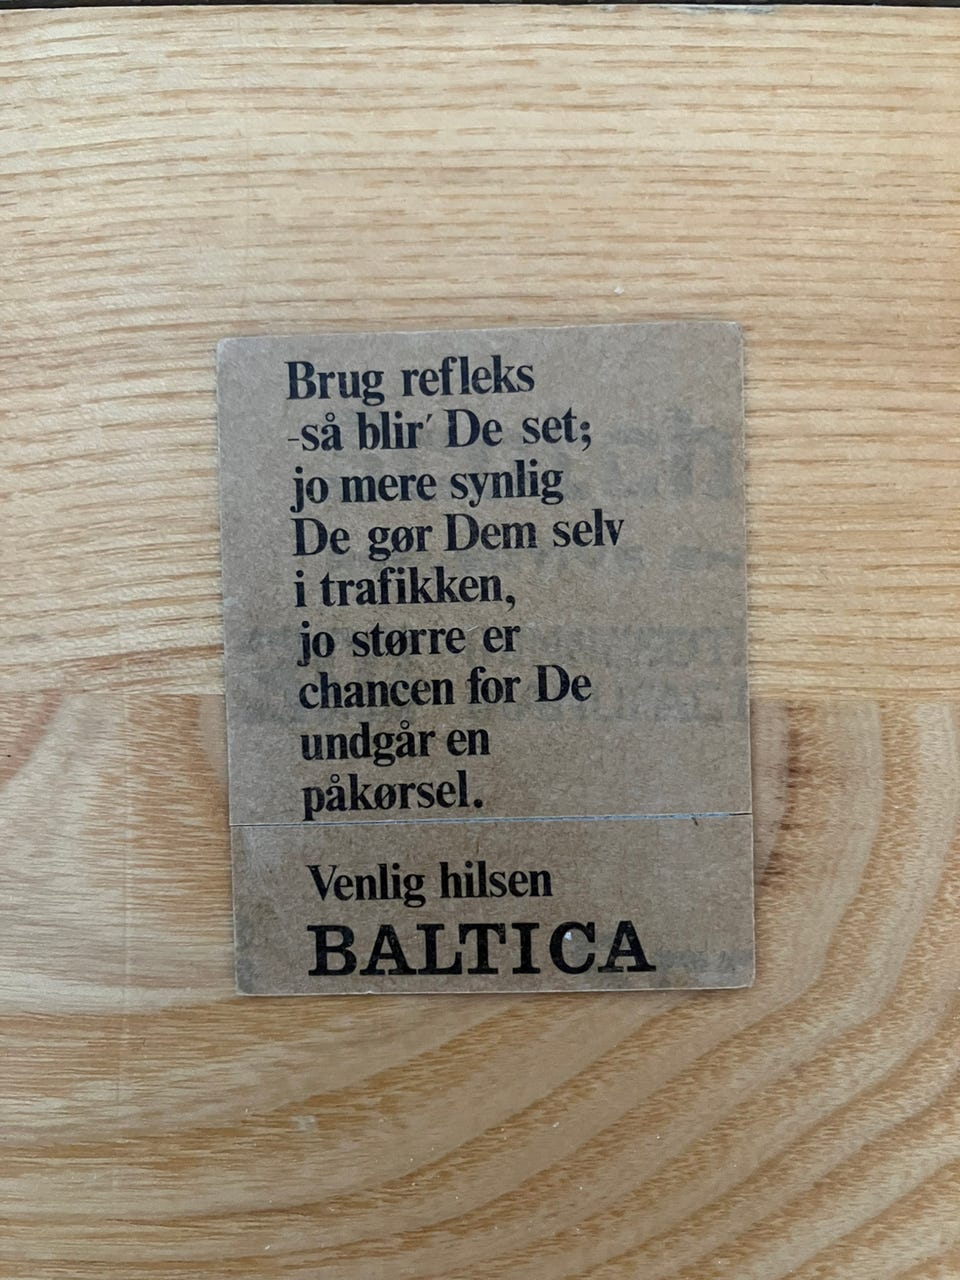 Brug refleks
-så blir' De set;
jo mere synlig
De gør Dem selv
i trafikken,
jo større er
chancen for De
undgår en
påkørsel.
Venlig hilsen
BALTICA